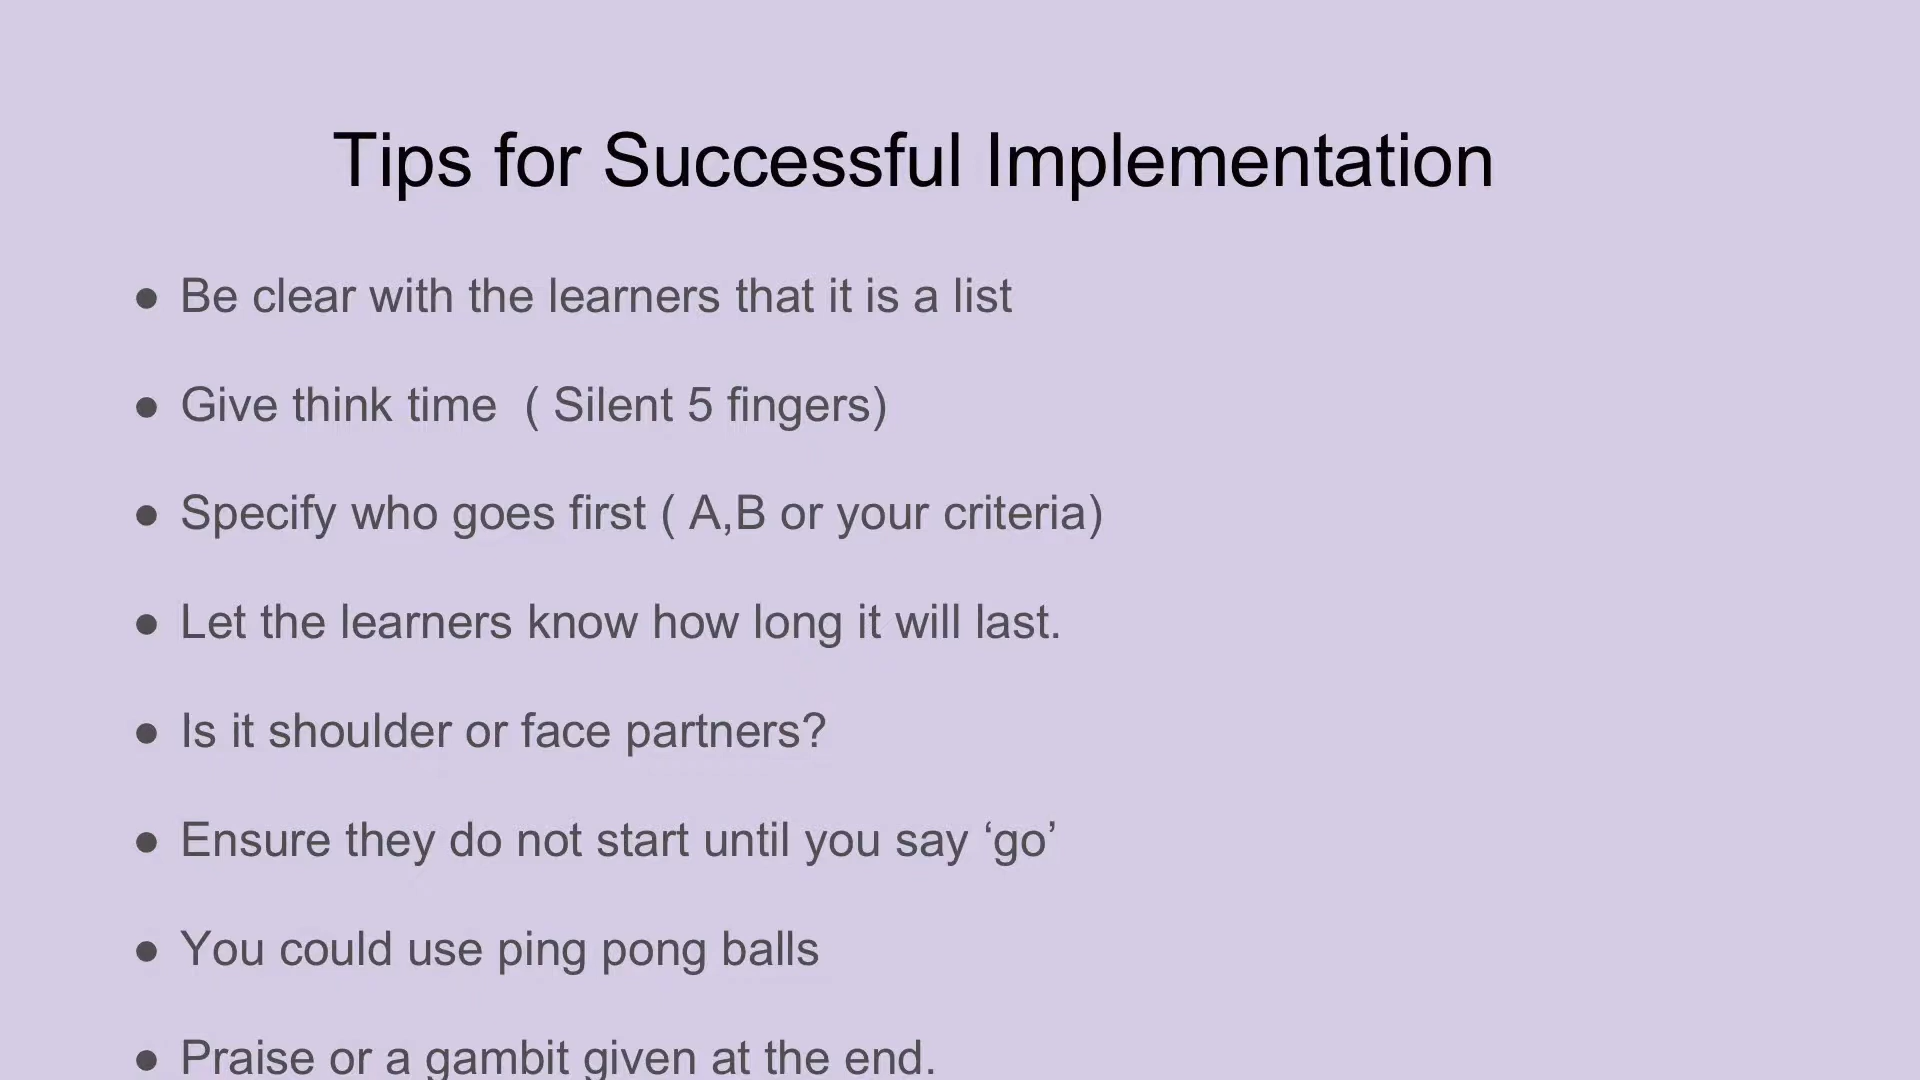 Tips for Successful Implementation
● Be clear with the learners that it is a list
● Give think time  ( Silent 5 fingers)
● Specify who goes first ( A,B or your criteria)
● Let the learners know how long it will last.
● Is it shoulder or face partners?
● Ensure they do not start until you say ‘go’
● You could use ping pong balls
● Praise or a gambit given at the end.